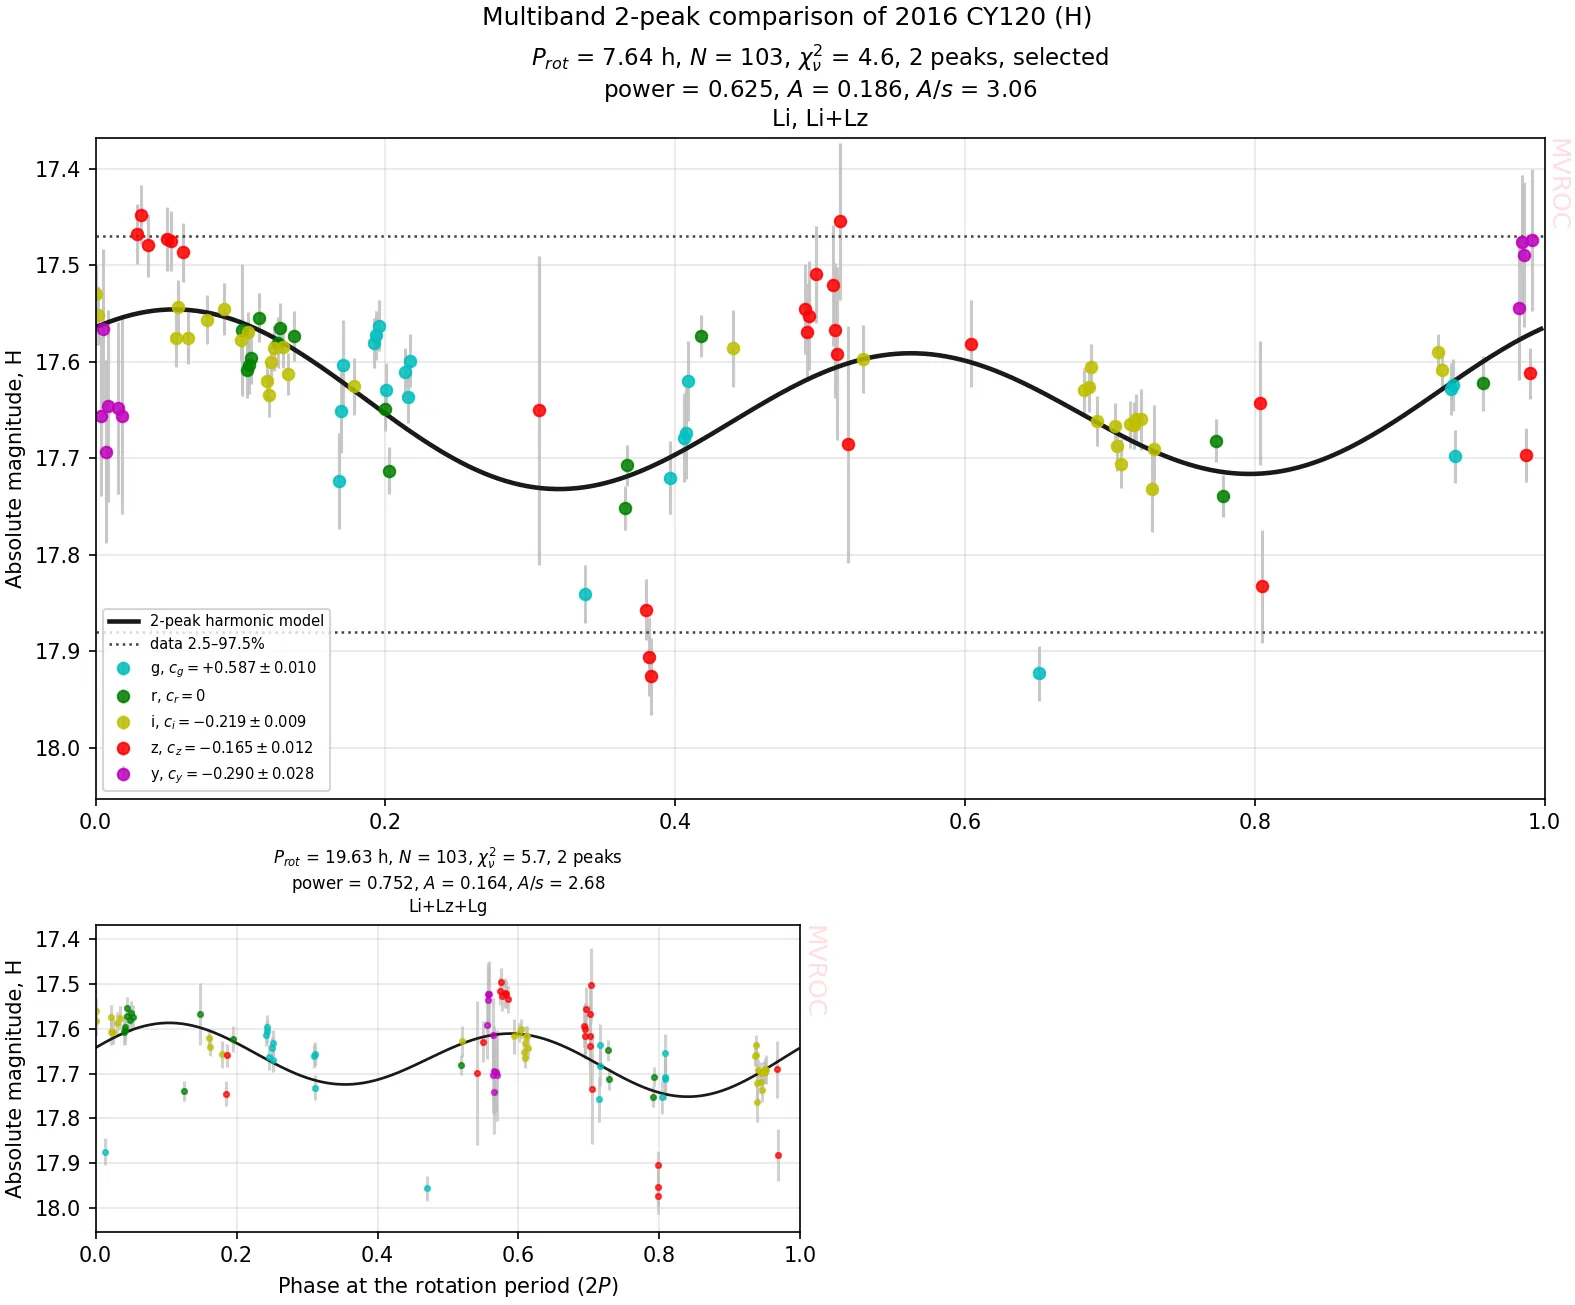 Multiband 2-peak comparison of 2016 CY120 (H)
P_rot = 7.64 h, N = 103, χ²_ν = 4.6, 2 peaks, selected
power = 0.625, A = 0.186, A/s = 3.06
Li, Li+Lz
Absolute magnitude, H
17.4
17.5
17.6
17.7
17.8
17.9
18.0
2-peak harmonic model
data 2.5–97.5%
g, c_g = +0.587 ± 0.010
r, c_r = 0
i, c_i = −0.219 ± 0.009
z, c_z = −0.165 ± 0.012
y, c_y = −0.290 ± 0.028
0.0 0.2 0.4 0.6 0.8 1.0
MVROC
P_rot = 19.63 h, N = 103, χ²_ν = 5.7, 2 peaks
power = 0.752, A = 0.164, A/s = 2.68
Li+Lz+Lg
Absolute magnitude, H
17.4
17.5
17.6
17.7
17.8
17.9
18.0
0.0 0.2 0.4 0.6 0.8 1.0
Phase at the rotation period (2P)
MVROC